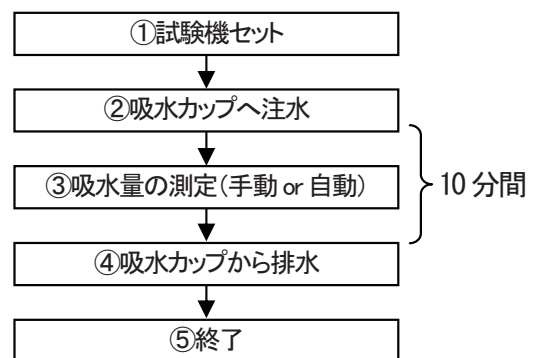 ①試験機セット
②吸水カップへ注水
③吸水量の測定(手動 or 自動)
10 分間
④吸水カップから排水
⑤終了